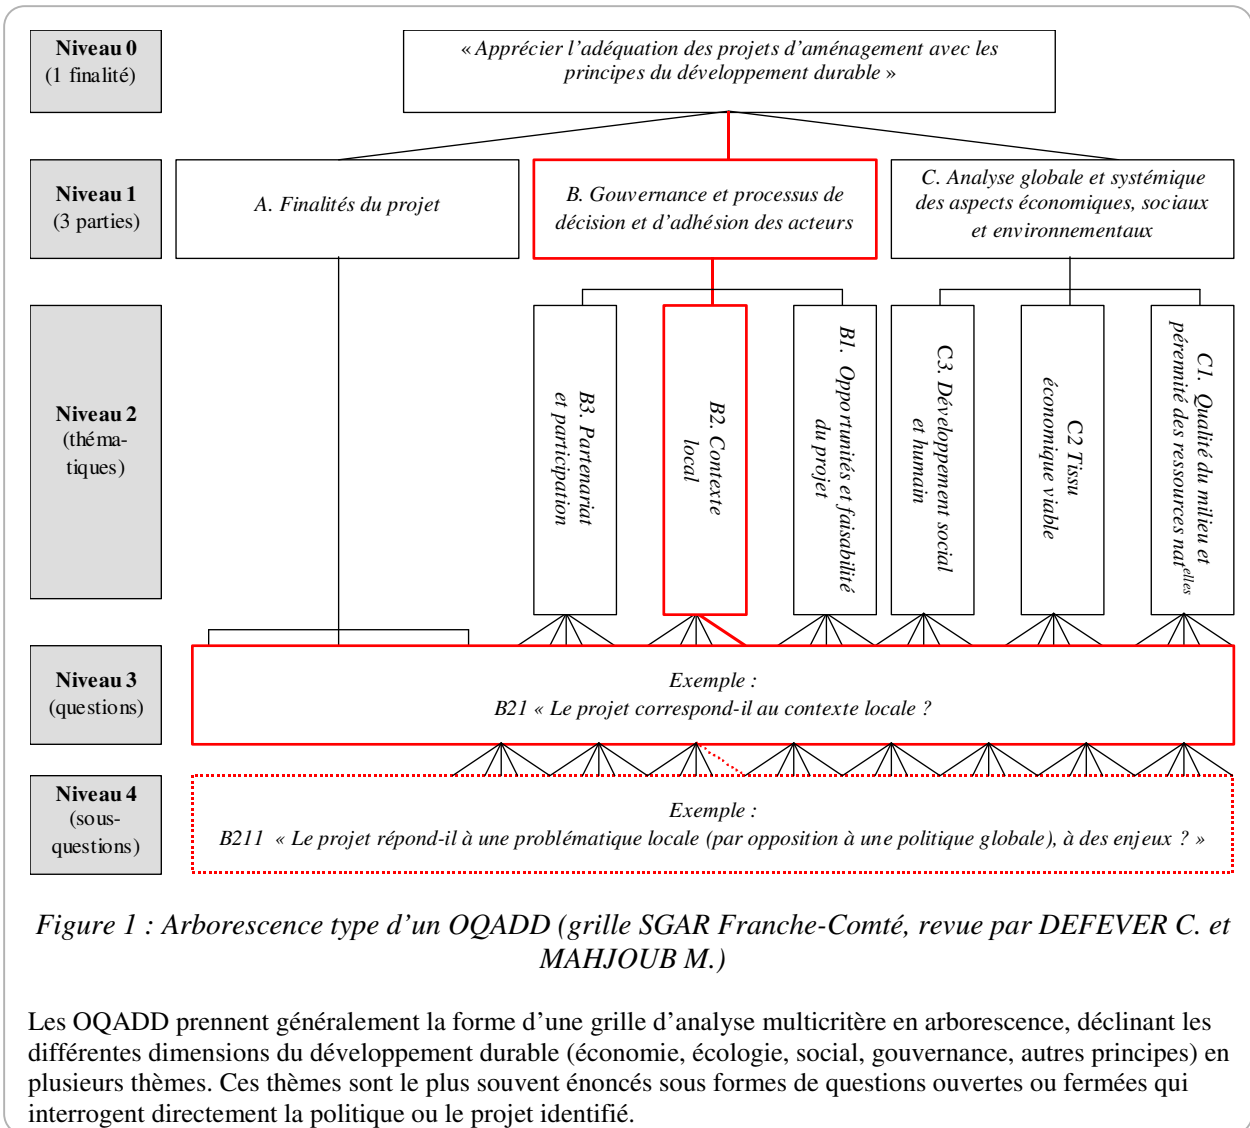 Niveau 0
(1 finalité)
« Apprécier l’adéquation des projets d’aménagement avec les
principes du développement durable »
Niveau 1
(3 parties)
A. Finalités du projet
B. Gouvernance et processus de
décision et d’adhésion des acteurs
C. Analyse globale et systémique
des aspects économiques, sociaux
et environnementaux
Niveau 2
(théma-
tiques)
B3. Partenariat
et participation
B2. Contexte
local
B1. Opportunités et faisabilité
du projet
C3. Développement social
et humain
C2 Tissu
économique viable
C1. Qualité du milieu et
pérennité des ressources natelles
Niveau 3
(questions)
Exemple :
B21 « Le projet correspond-il au contexte locale ?
Niveau 4
(sous-
questions)
Exemple :
B211 « Le projet répond-il à une problématique locale (par opposition à une politique globale), à des enjeux ? »
Figure 1 : Arborescence type d’un OQADD (grille SGAR Franche-Comté, revue par DEFEVER C. et
MAHJOUB M.)
Les OQADD prennent généralement la forme d’une grille d’analyse multicritère en arborescence, déclinant les
différentes dimensions du développement durable (économie, écologie, social, gouvernance, autres principes) en
plusieurs thèmes. Ces thèmes sont le plus souvent énoncés sous formes de questions ouvertes ou fermées qui
interrogent directement la politique ou le projet identifié.